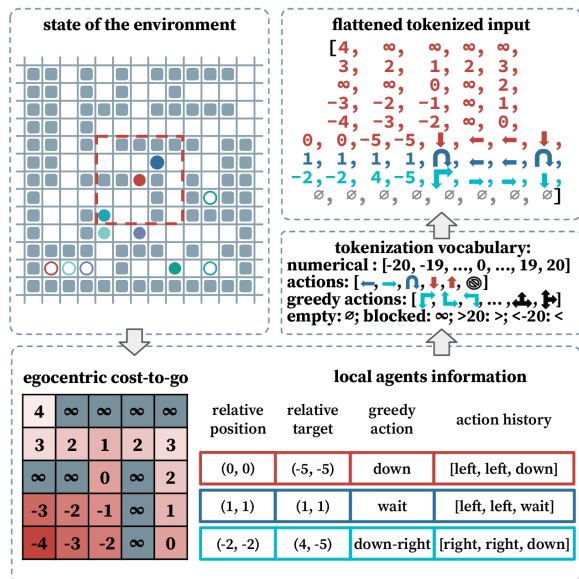 state of the environment
flattened tokenized input
[4, ∞, ∞, ∞, ∞,
3, 2, 1, 2, 3,
∞, ∞, 0, ∞, 2,
-3, -2, -1, ∞, 1,
-4, -3, -2, ∞, 0,
0, 0,-5,-5,⬇, ←, ←,⬇,
1, 1, 1, 1, ⮏, ←, ←, ⮏,
-2,-2, 4,-5, ↱, →, →, ⬇,
∅, ∅, ∅, ∅, ∅, ∅, ∅, ∅]
tokenization vocabulary:
numerical : [-20, -19, ..., 0, ..., 19, 20]
actions: [←, →, ⮏, ⬇, ⬆, ⦸]
greedy actions: [↱, ↳, ↰, ... , ⬆, ⬆]
empty: ∅; blocked: ∞; >20: >; <-20: <
egocentric cost-to-go
4 ∞ ∞ ∞ ∞
3 2 1 2 3
∞ ∞ 0 ∞ 2
-3 -2 -1 ∞ 1
-4 -3 -2 ∞ 0
local agents information
relative position
relative target
greedy action
action history
(0, 0) (-5, -5) down [left, left, down]
(1, 1) (1, 1) wait [left, left, wait]
(-2, -2) (4, -5) down-right [right, right, down]